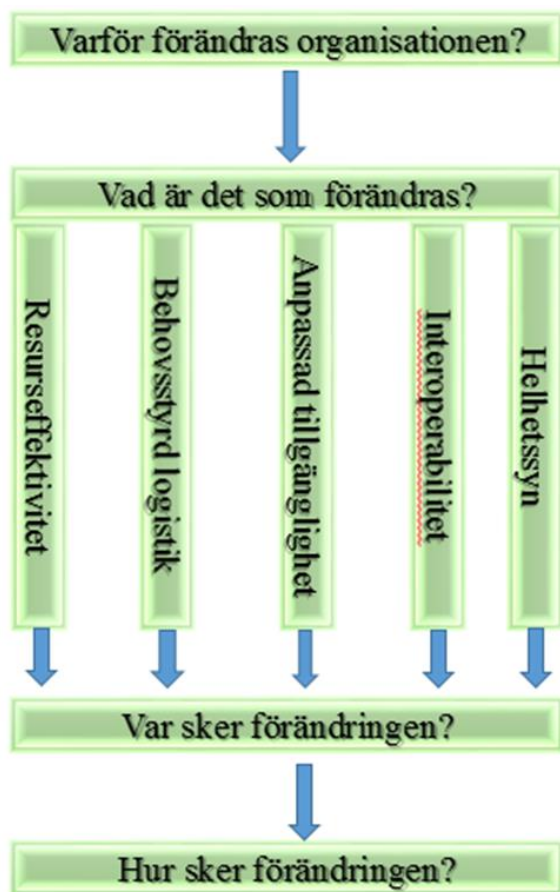 Varför förändras organisationen?
Vad är det som förändras?
Resurseffektivitet
Behovsstyrd logistik
Anpassad tillgänglighet
Interoperabilitet
Helhetssyn
Var sker förändringen?
Hur sker förändringen?